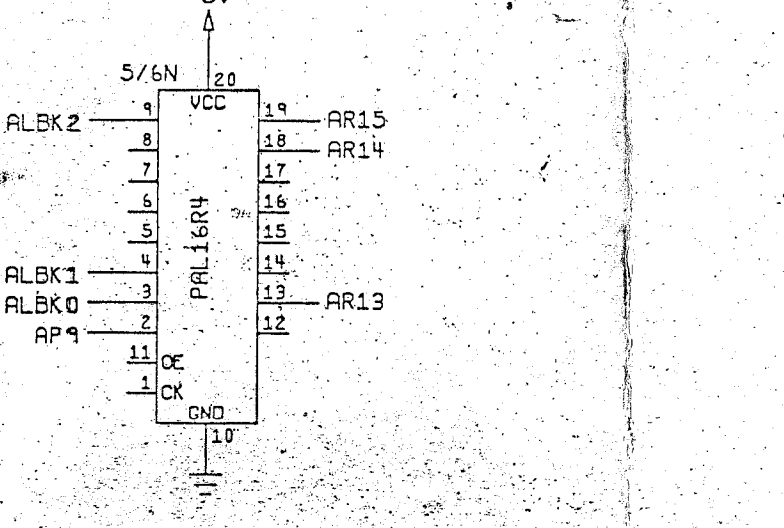 5/6N 20
VCC
ALBK2 9 19 AR15
8 18 AR14
7 17
6 16
5 15
PAL16R4
ALBK1 4 14
ALBK0 3 13 AR13
AP9 2 12
11 OE
1 CK
GND
10